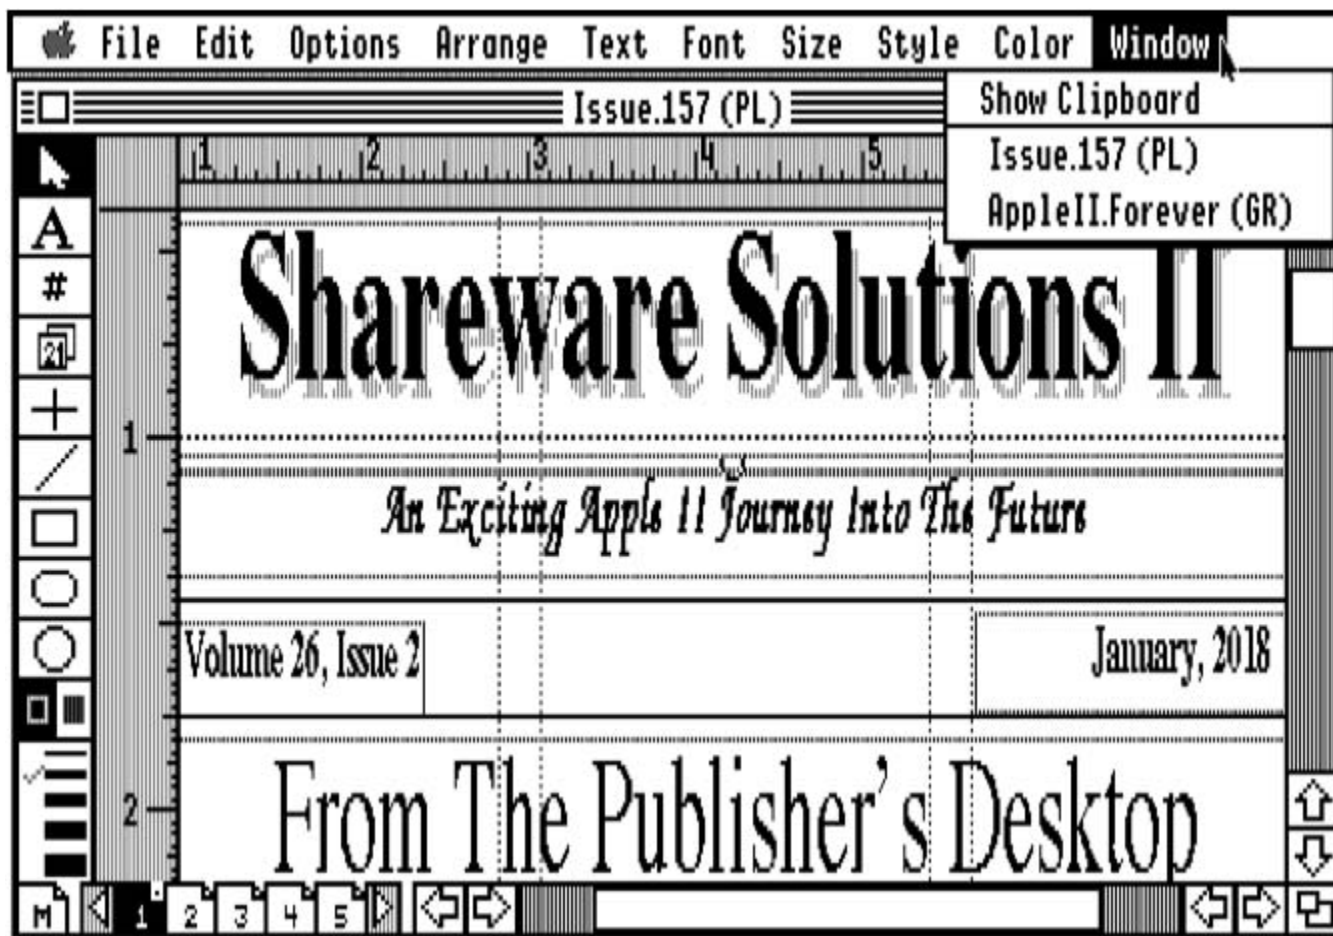 File Edit Options Arrange Text Font Size Style Color Window
Issue.157 (PL)
Show Clipboard
Issue.157 (PL)
AppleII.Forever (GR)
1 2 3 4 5
A
#
21
Shareware Solutions II
1
An Exciting Apple II Journey Into The Future
Volume 26, Issue 2
January, 2018
2
From The Publisher's Desktop
M 1 2 3 4 5